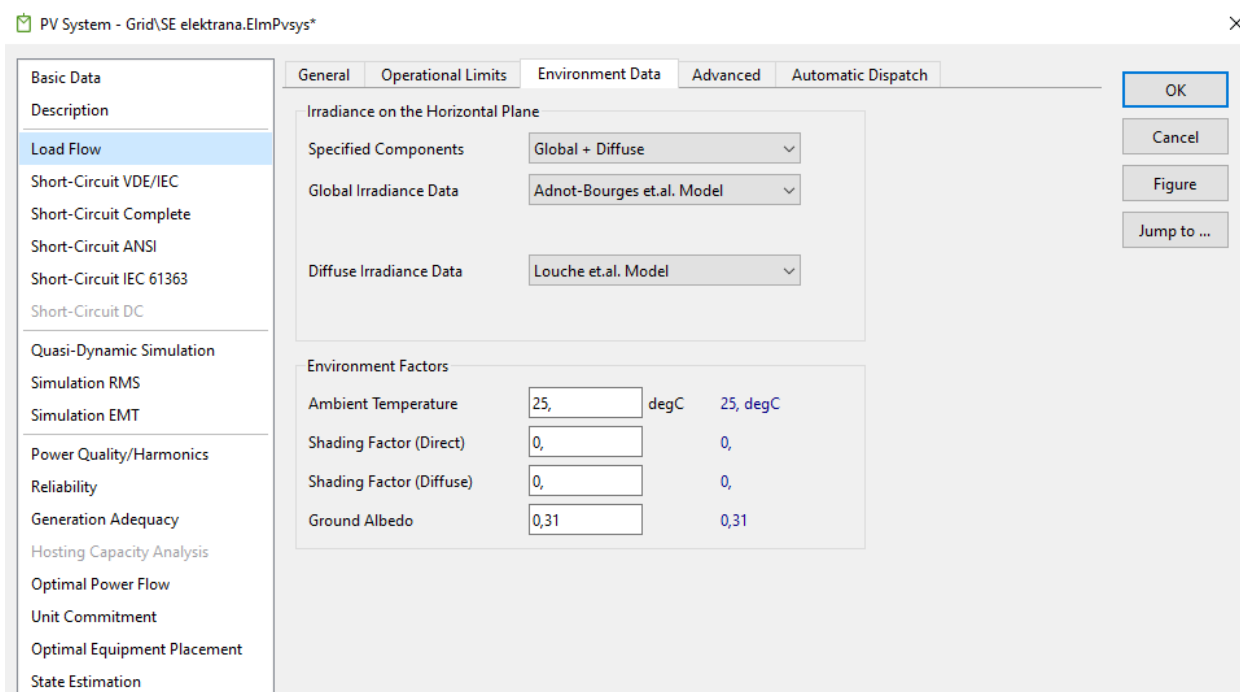 PV System - Grid\SE elektrana.ElmPvsys*
Basic Data
Description
Load Flow
Short-Circuit VDE/IEC
Short-Circuit Complete
Short-Circuit ANSI
Short-Circuit IEC 61363
Short-Circuit DC
Quasi-Dynamic Simulation
Simulation RMS
Simulation EMT
Power Quality/Harmonics
Reliability
Generation Adequacy
Hosting Capacity Analysis
Optimal Power Flow
Unit Commitment
Optimal Equipment Placement
State Estimation
General Operational Limits Environment Data Advanced Automatic Dispatch
Irradiance on the Horizontal Plane
Specified Components Global + Diffuse
Global Irradiance Data Adnot-Bourges et.al. Model
Diffuse Irradiance Data Louche et.al. Model
Environment Factors
Ambient Temperature 25, degC 25, degC
Shading Factor (Direct) 0, 0,
Shading Factor (Diffuse) 0, 0,
Ground Albedo 0,31 0,31
OK
Cancel
Figure
Jump to ...